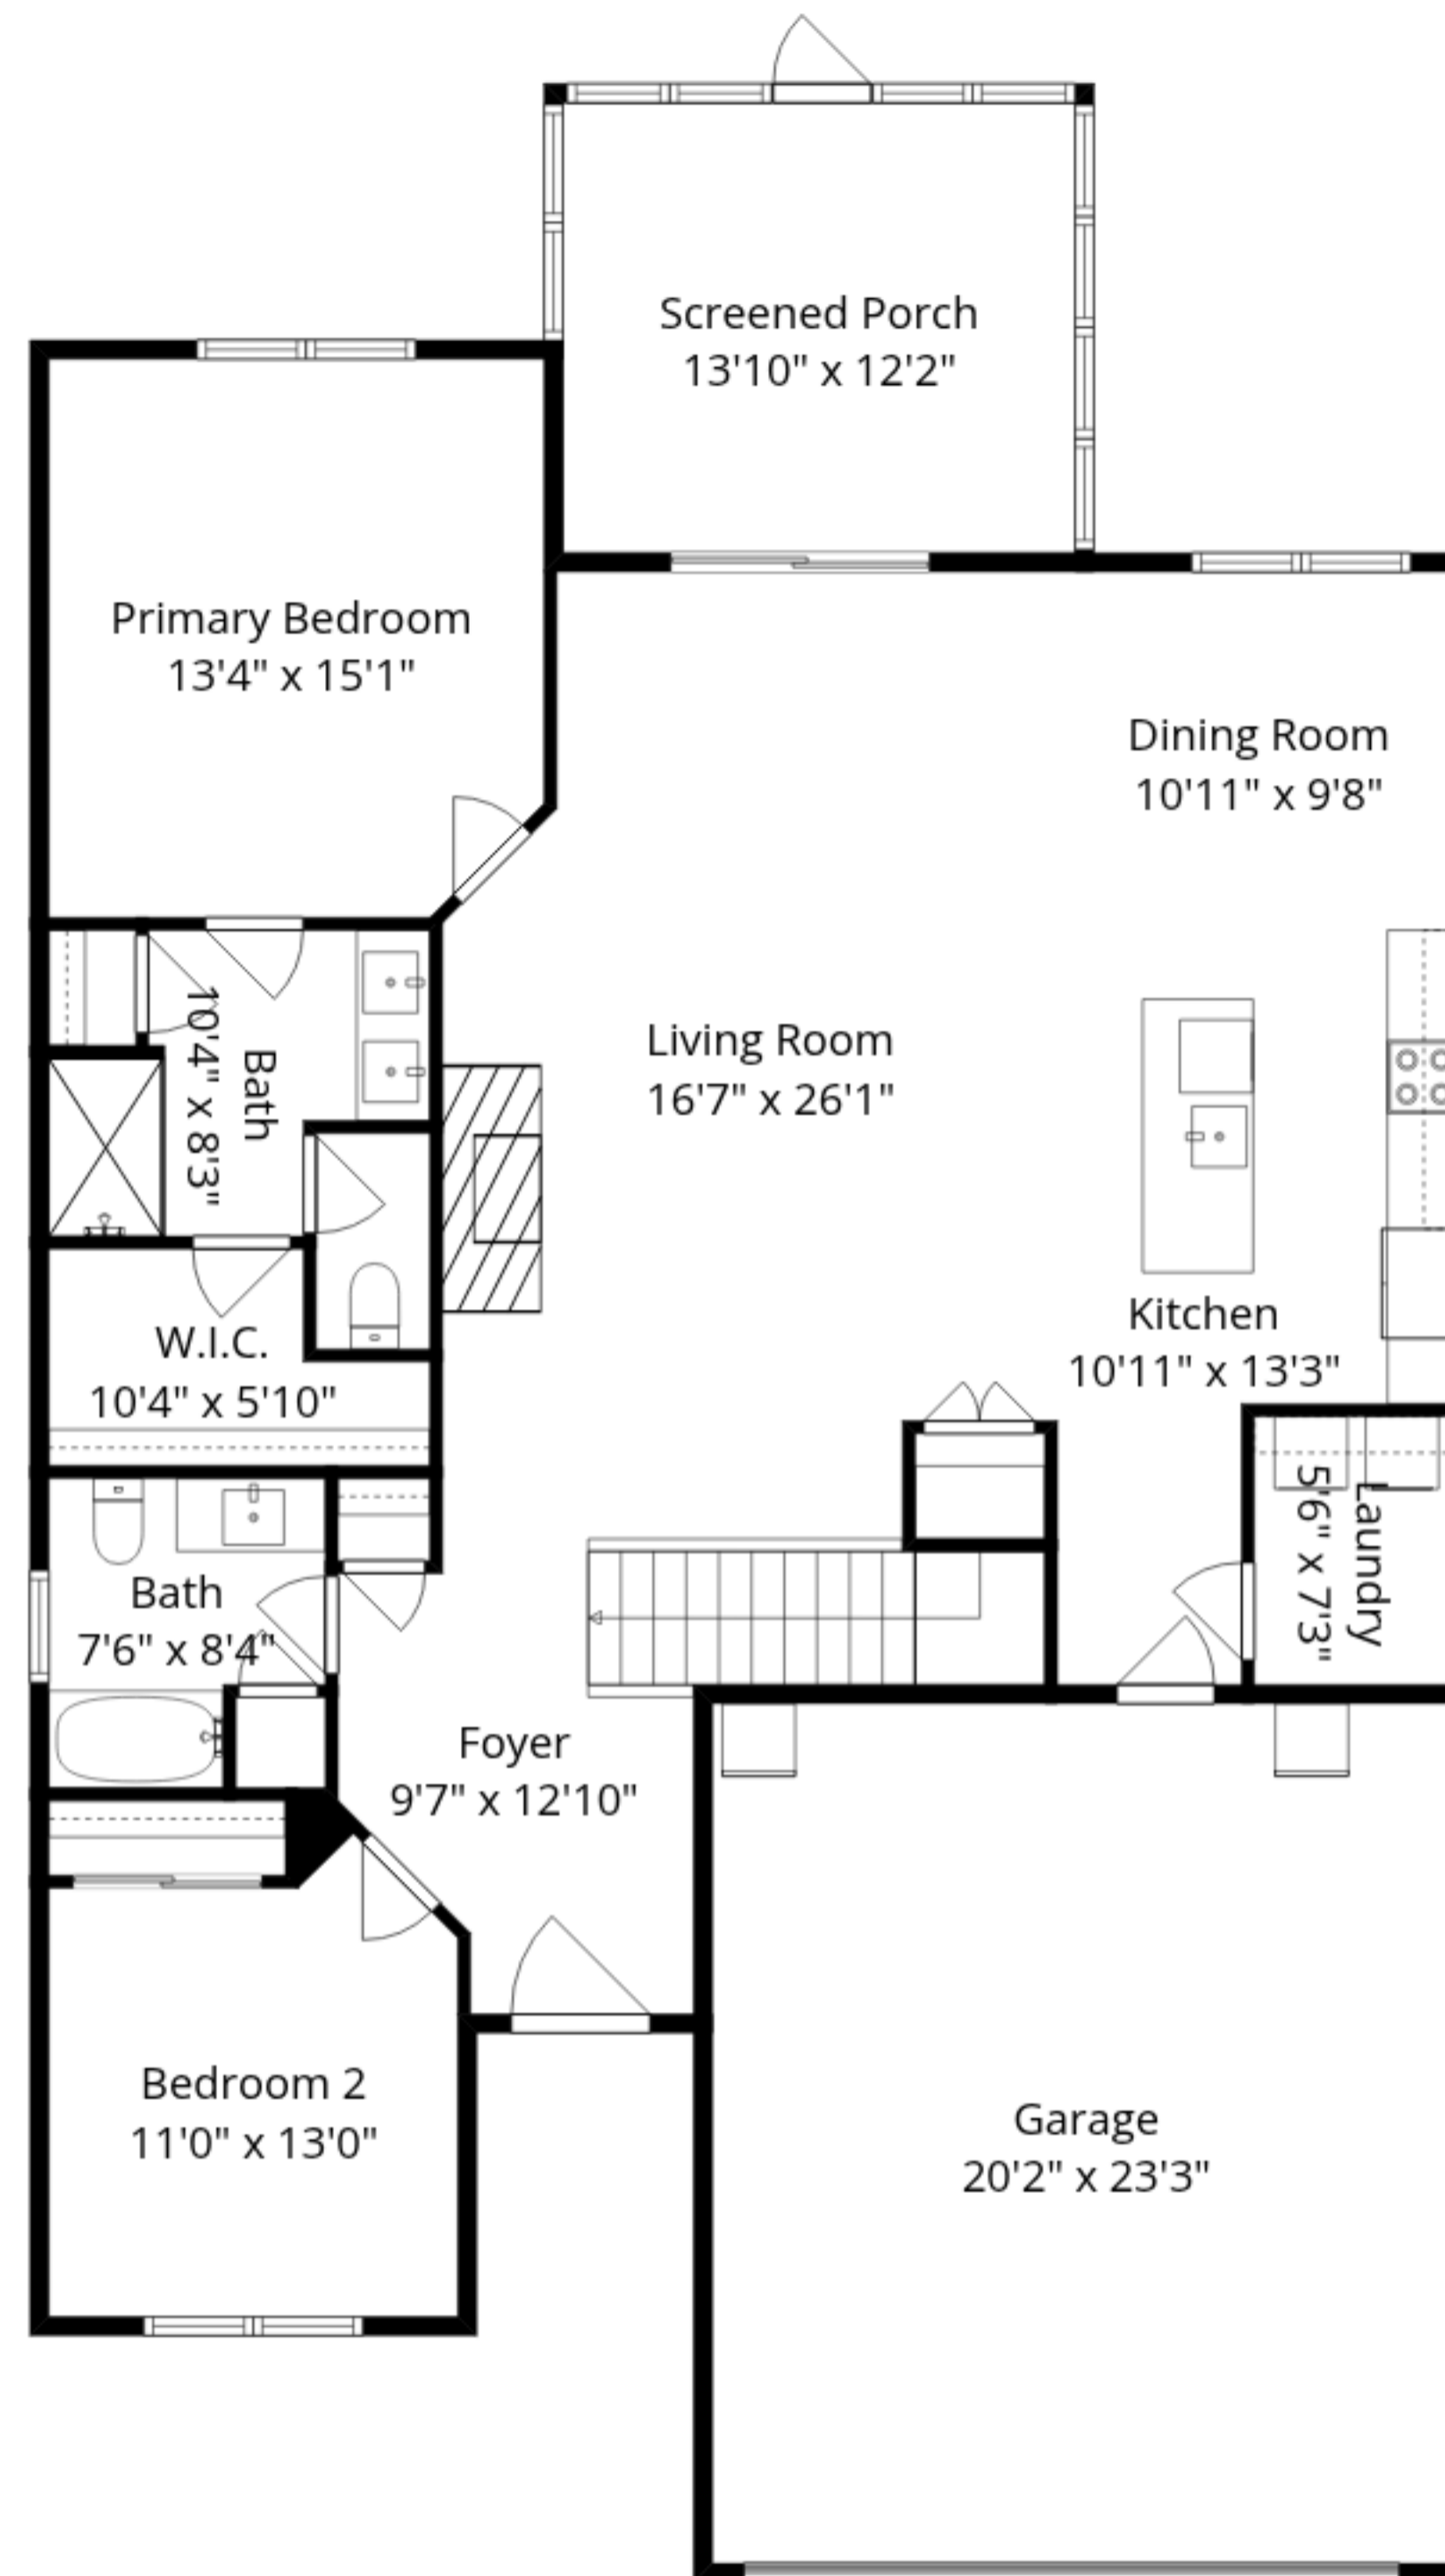 Screened Porch
13'10" x 12'2"
Primary Bedroom
13'4" x 15'1"
Dining Room
10'11" x 9'8"
Bath
10'4" x 8'3"
Living Room
16'7" x 26'1"
Kitchen
10'11" x 13'3"
W.I.C.
10'4" x 5'10"
Laundry
5'6" x 7'3"
Bath
7'6" x 8'4"
Foyer
9'7" x 12'10"
Bedroom 2
11'0" x 13'0"
Garage
20'2" x 23'3"